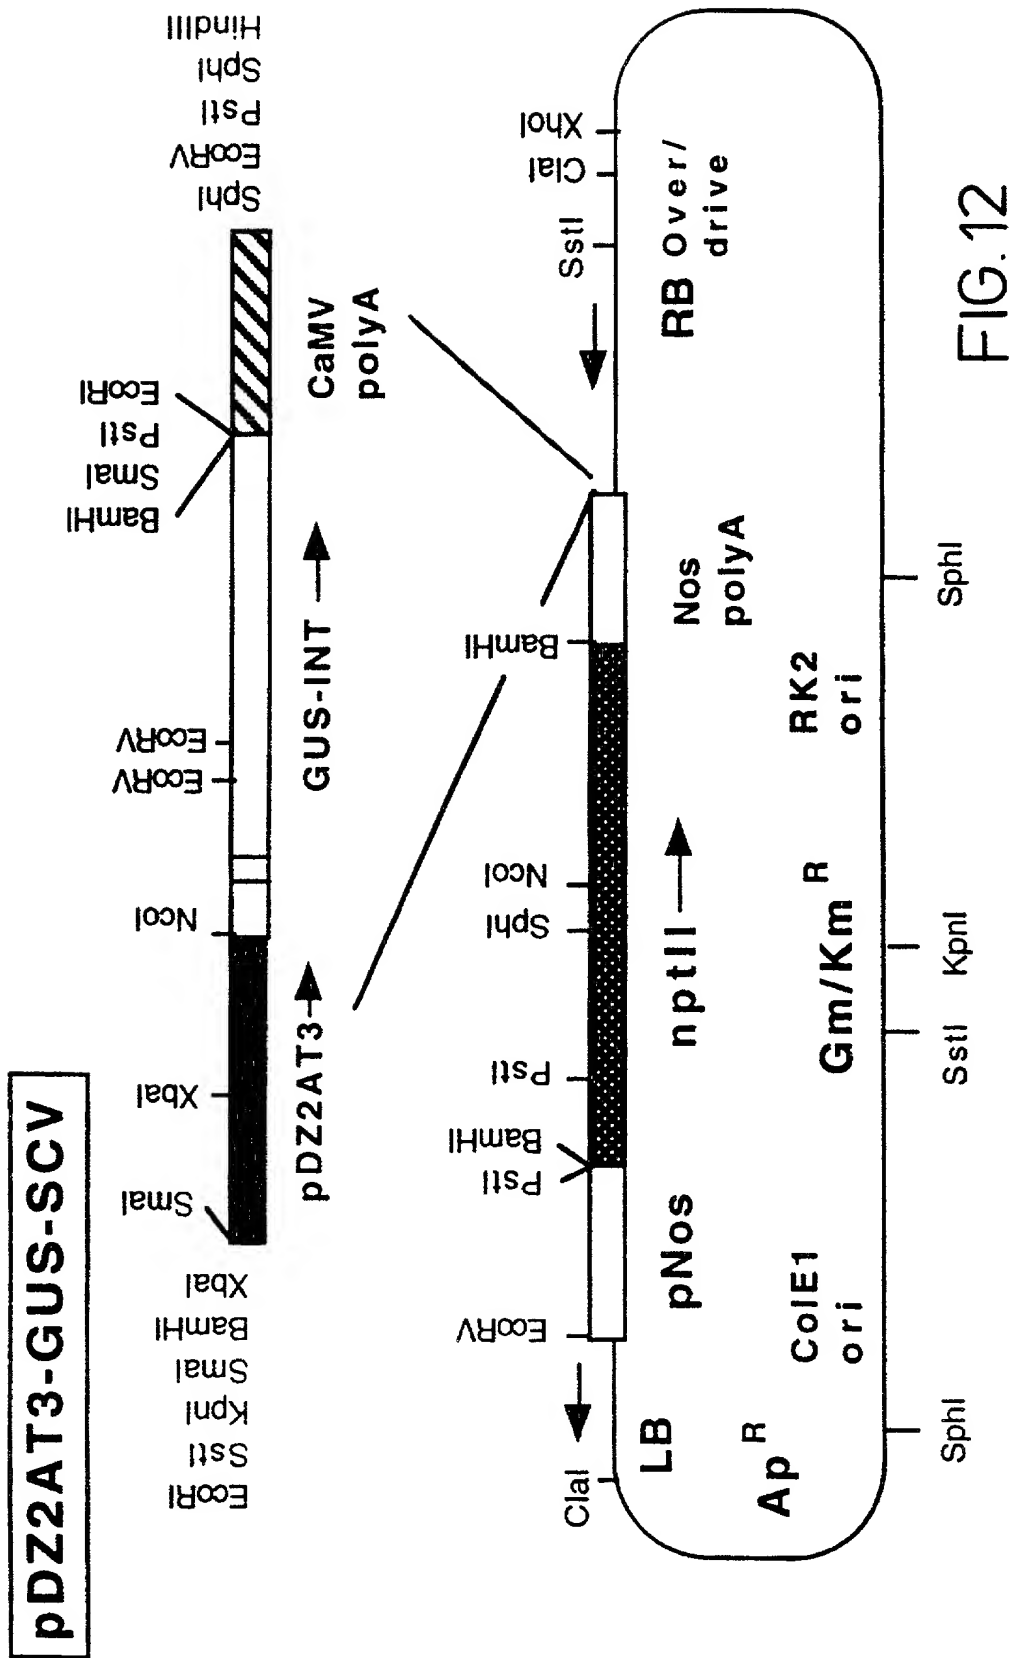 pDZ2AT3-GUS-SCV
EcoRI
SstI
KpnI
SmaI
BamHI
XbaI
SmaI
XbaI
NcoI
EcoRV
EcoRV
BamHI
SmaI
PstI
EcoRI
SphI
EcoRV
PstI
SphI
HindIII
pDZ2AT3
GUS-INT
CaMV
polyA
ClaI
EcoRV
PstI
BamHI
PstI
SphI
NcoI
BamHI
SstI
ClaI
XhoI
LB
pNos
nptII
Nos
polyA
RB Over/
drive
Ap R
ColE1
ori
Gm/Km R
RK2
ori
SphI
SstI
KpnI
SphI
FIG. 12